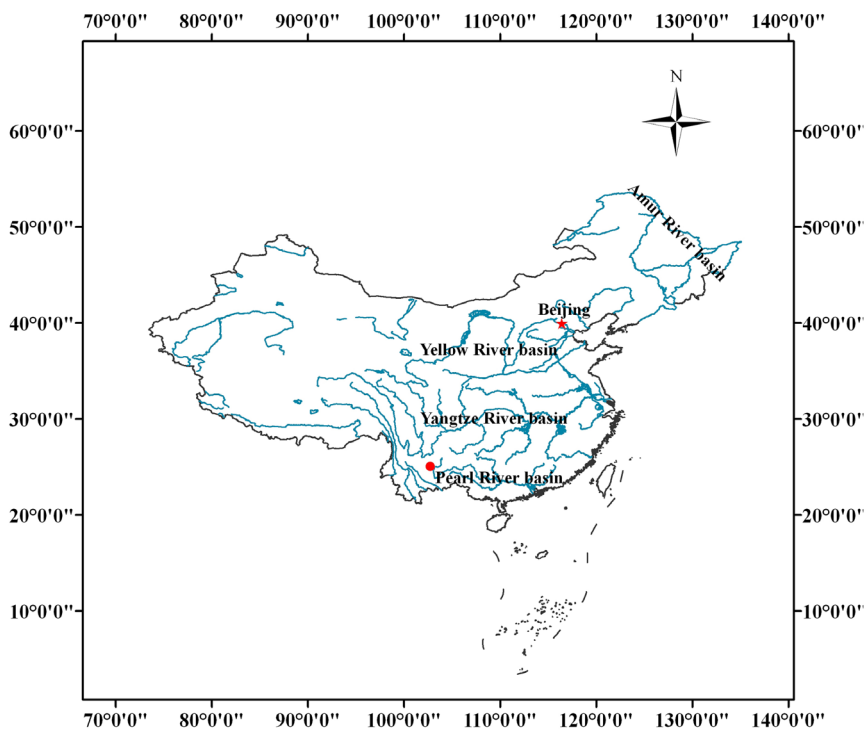 70°0'0" 80°0'0" 90°0'0" 100°0'0" 110°0'0" 120°0'0" 130°0'0" 140°0'0"
N
60°0'0" 60°0'0"
Amur River basin
50°0'0" 50°0'0"
Beijing
40°0'0" 40°0'0"
Yellow River basin
30°0'0" 30°0'0"
Yangtze River basin
Pearl River basin
20°0'0" 20°0'0"
10°0'0" 10°0'0"
70°0'0" 80°0'0" 90°0'0" 100°0'0" 110°0'0" 120°0'0" 130°0'0" 140°0'0"